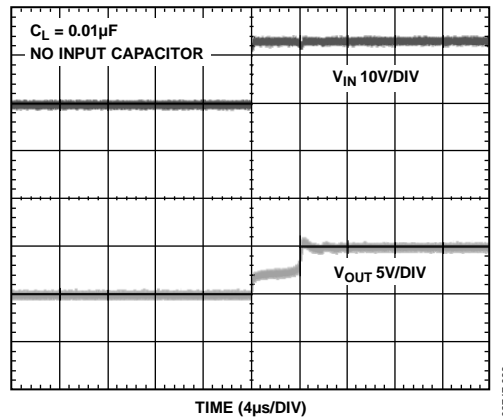 C_L = 0.01µF
NO INPUT CAPACITOR
V_IN 10V/DIV
V_OUT 5V/DIV
TIME (4µs/DIV)